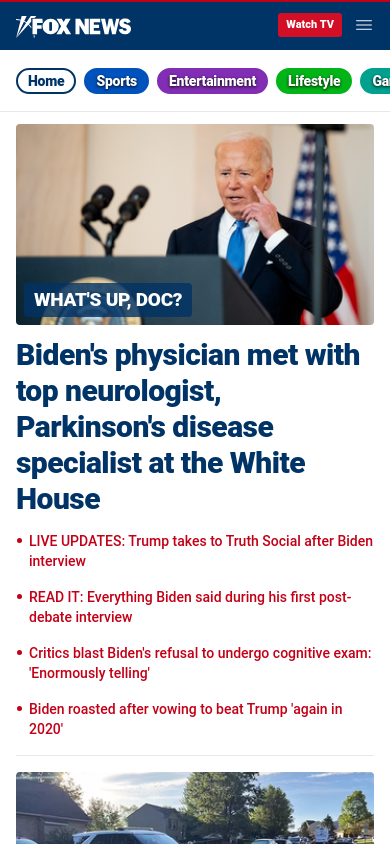 FOX NEWS
Watch TV
Home
Sports
Entertainment
Lifestyle
Ga
WHAT'S UP, DOC?
Biden's physician met with
top neurologist,
Parkinson's disease
specialist at the White
House
• LIVE UPDATES: Trump takes to Truth Social after Biden
interview
• READ IT: Everything Biden said during his first post-
debate interview
• Critics blast Biden's refusal to undergo cognitive exam:
'Enormously telling'
• Biden roasted after vowing to beat Trump 'again in
2020'